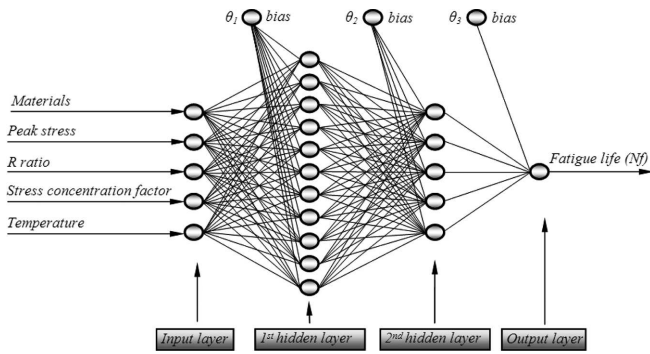 θ1 bias
θ2 bias
θ3 bias
Materials
Peak stress
R ratio
Stress concentration factor
Temperature
Fatigue life (Nf)
Input layer
1st hidden layer
2nd hidden layer
Output layer